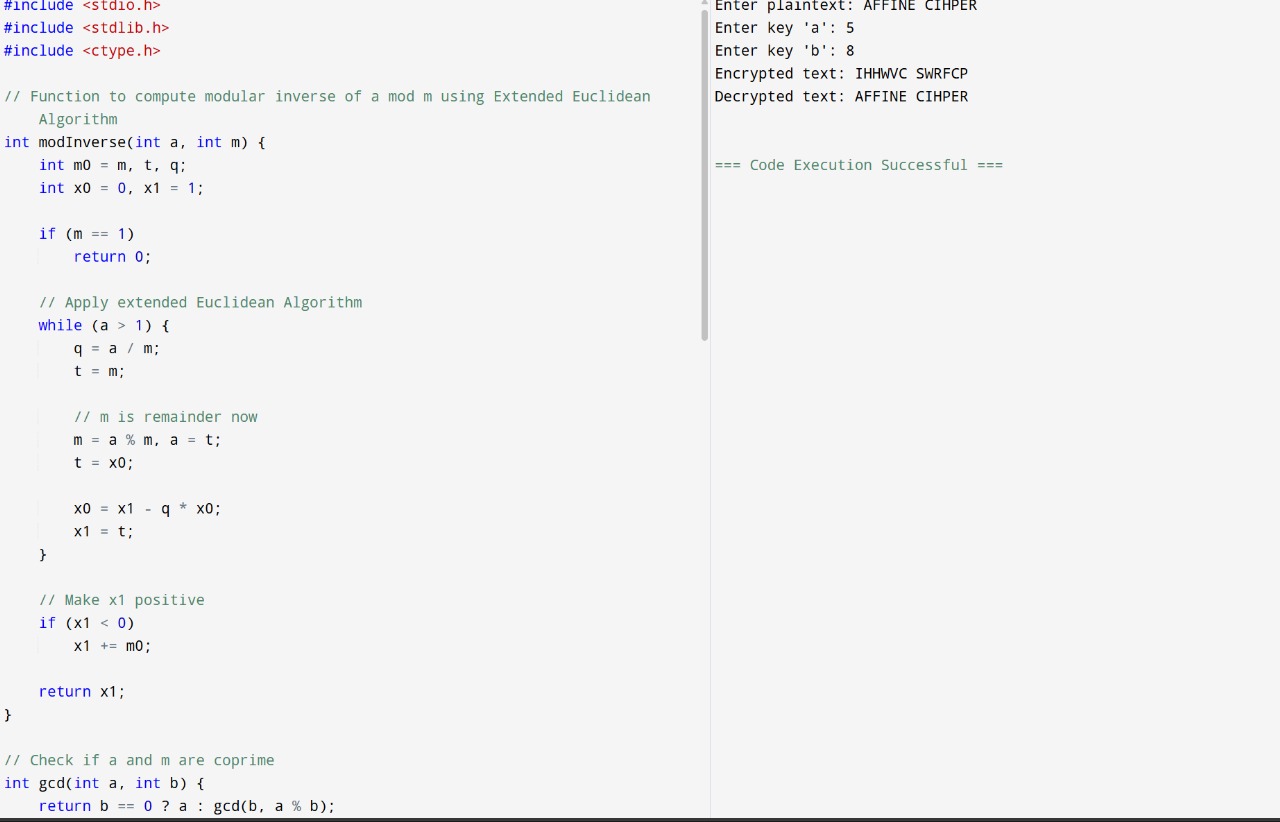 #include <stdio.h>
#include <stdlib.h>
#include <ctype.h>
// Function to compute modular inverse of a mod m using Extended Euclidean
Algorithm
int modInverse(int a, int m) {
int m0 = m, t, q;
int x0 = 0, x1 = 1;
if (m == 1)
return 0;
// Apply extended Euclidean Algorithm
while (a > 1) {
q = a / m;
t = m;
// m is remainder now
m = a % m, a = t;
t = x0;
x0 = x1 - q * x0;
x1 = t;
}
// Make x1 positive
if (x1 < 0)
x1 += m0;
return x1;
}
// Check if a and m are coprime
int gcd(int a, int b) {
return b == 0 ? a : gcd(b, a % b);
Enter plaintext: AFFINE CIHPER
Enter key 'a': 5
Enter key 'b': 8
Encrypted text: IHHWVC SWRFCP
Decrypted text: AFFINE CIHPER
=== Code Execution Successful ===